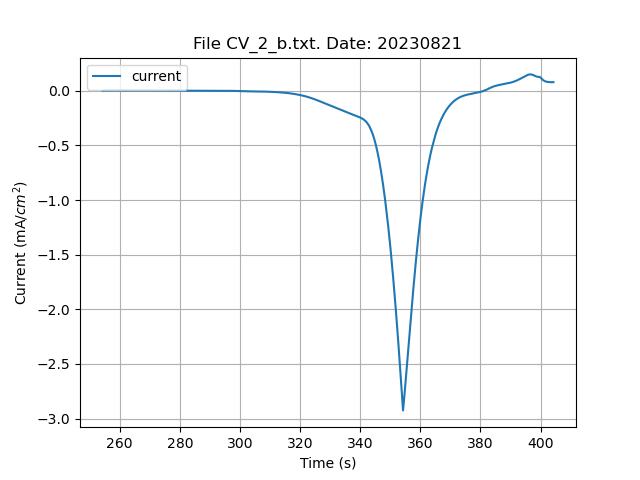 File CV_2_b.txt. Date: 20230821
current
Current (mA/cm²)
0.0
−0.5
−1.0
−1.5
−2.0
−2.5
−3.0
260 280 300 320 340 360 380 400
Time (s)